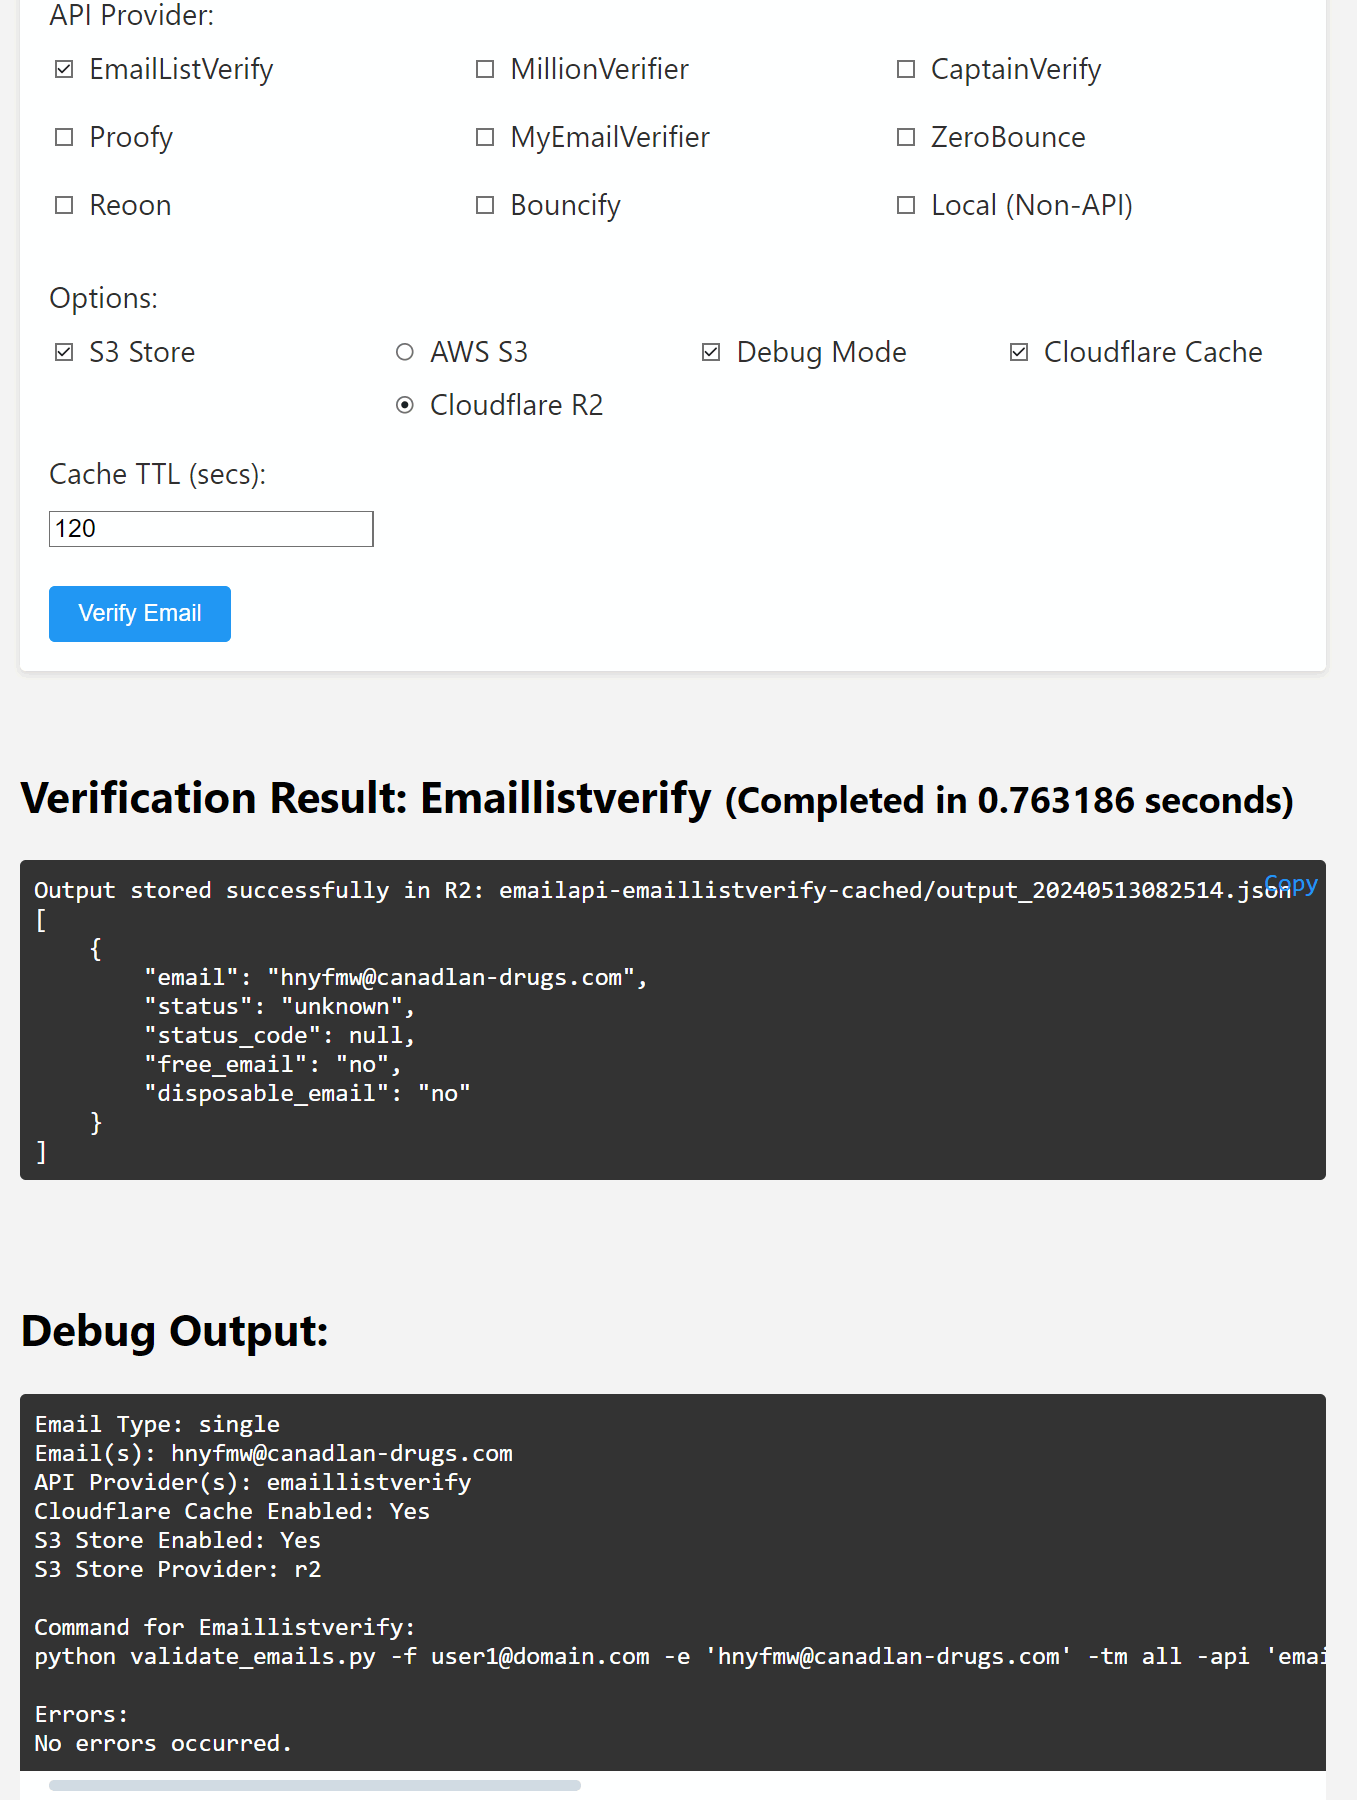 API Provider:
EmailListVerify MillionVerifier CaptainVerify
Proofy MyEmailVerifier ZeroBounce
Reoon Bouncify Local (Non-API)
Options:
S3 Store AWS S3 Debug Mode Cloudflare Cache
Cloudflare R2
Cache TTL (secs):
120
Verify Email
Verification Result: Emaillistverify (Completed in 0.763186 seconds)
Copy
Output stored successfully in R2: emailapi-emaillistverify-cached/output_20240513082514.json
[
    {
        "email": "hnyfmw@canadlan-drugs.com",
        "status": "unknown",
        "status_code": null,
        "free_email": "no",
        "disposable_email": "no"
    }
]
Debug Output:
Email Type: single
Email(s): hnyfmw@canadlan-drugs.com
API Provider(s): emaillistverify
Cloudflare Cache Enabled: Yes
S3 Store Enabled: Yes
S3 Store Provider: r2
Command for Emaillistverify:
python validate_emails.py -f user1@domain.com -e 'hnyfmw@canadlan-drugs.com' -tm all -api 'emai
Errors:
No errors occurred.